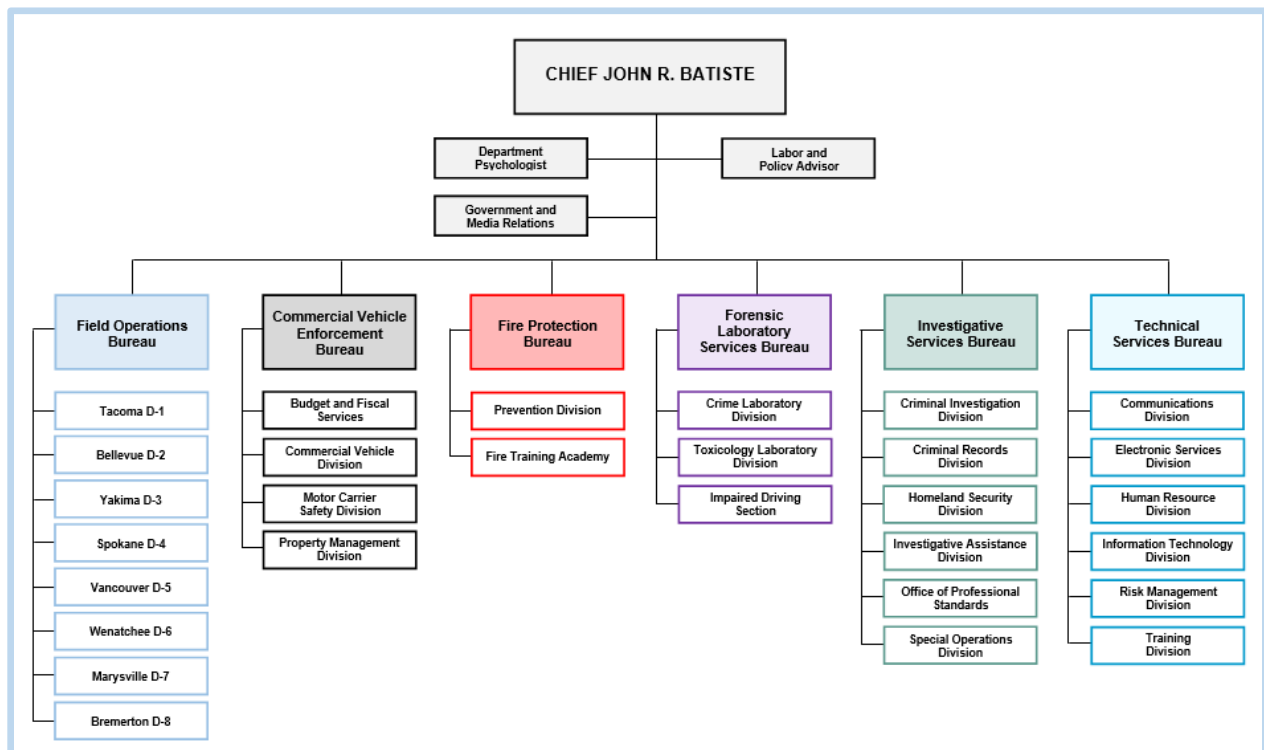 CHIEF JOHN R. BATISTE
Department
Psychologist
Labor and
Policy Advisor
Government and
Media Relations
Field Operations
Bureau
Tacoma D-1
Bellevue D-2
Yakima D-3
Spokane D-4
Vancouver D-5
Wenatchee D-6
Marysville D-7
Bremerton D-8
Commercial Vehicle
Enforcement
Bureau
Budget and Fiscal
Services
Commercial Vehicle
Division
Motor Carrier
Safety Division
Property Management
Division
Fire Protection
Bureau
Prevention Division
Fire Training Academy
Forensic
Laboratory
Services Bureau
Crime Laboratory
Division
Toxicology Laboratory
Division
Impaired Driving
Section
Investigative
Services Bureau
Criminal Investigation
Division
Criminal Records
Division
Homeland Security
Division
Investigative Assistance
Division
Office of Professional
Standards
Special Operations
Division
Technical
Services Bureau
Communications
Division
Electronic Services
Division
Human Resource
Division
Information Technology
Division
Risk Management
Division
Training
Division